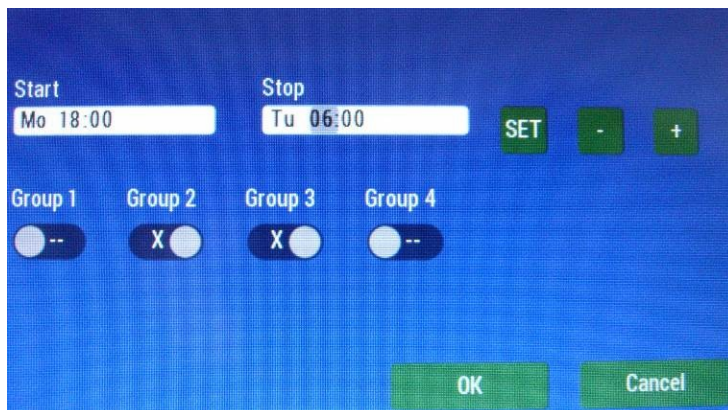 Start Stop
Mo 18:00 Tu 06:00 SET - +
Group 1 Group 2 Group 3 Group 4
-- X X --
OK Cancel